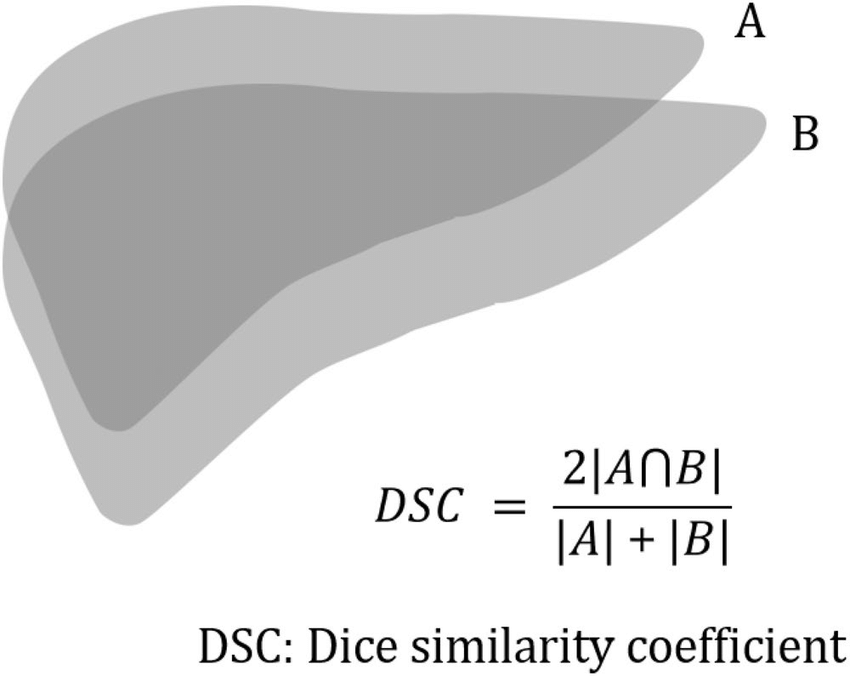 A
B
DSC = 2|A∩B| / |A| + |B|
DSC: Dice similarity coefficient